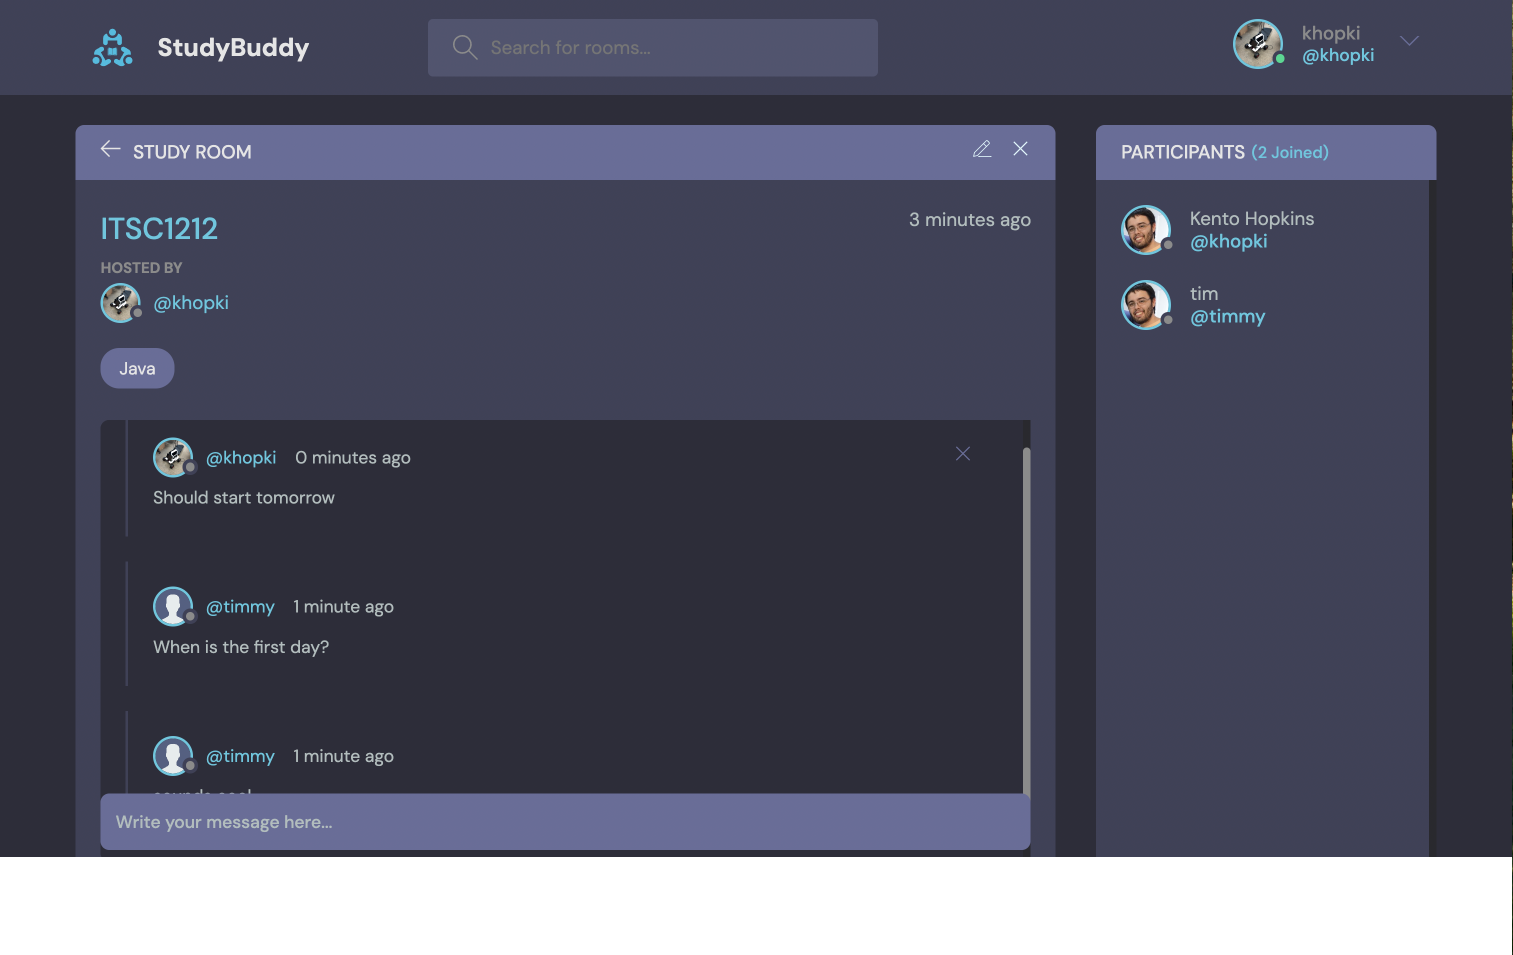 StudyBuddy
Search for rooms...
khopki
@khopki
STUDY ROOM
ITSC1212
3 minutes ago
HOSTED BY
@khopki
Java
@khopki 0 minutes ago
Should start tomorrow
@timmy 1 minute ago
When is the first day?
@timmy 1 minute ago
Write your message here...
PARTICIPANTS (2 Joined)
Kento Hopkins
@khopki
tim
@timmy